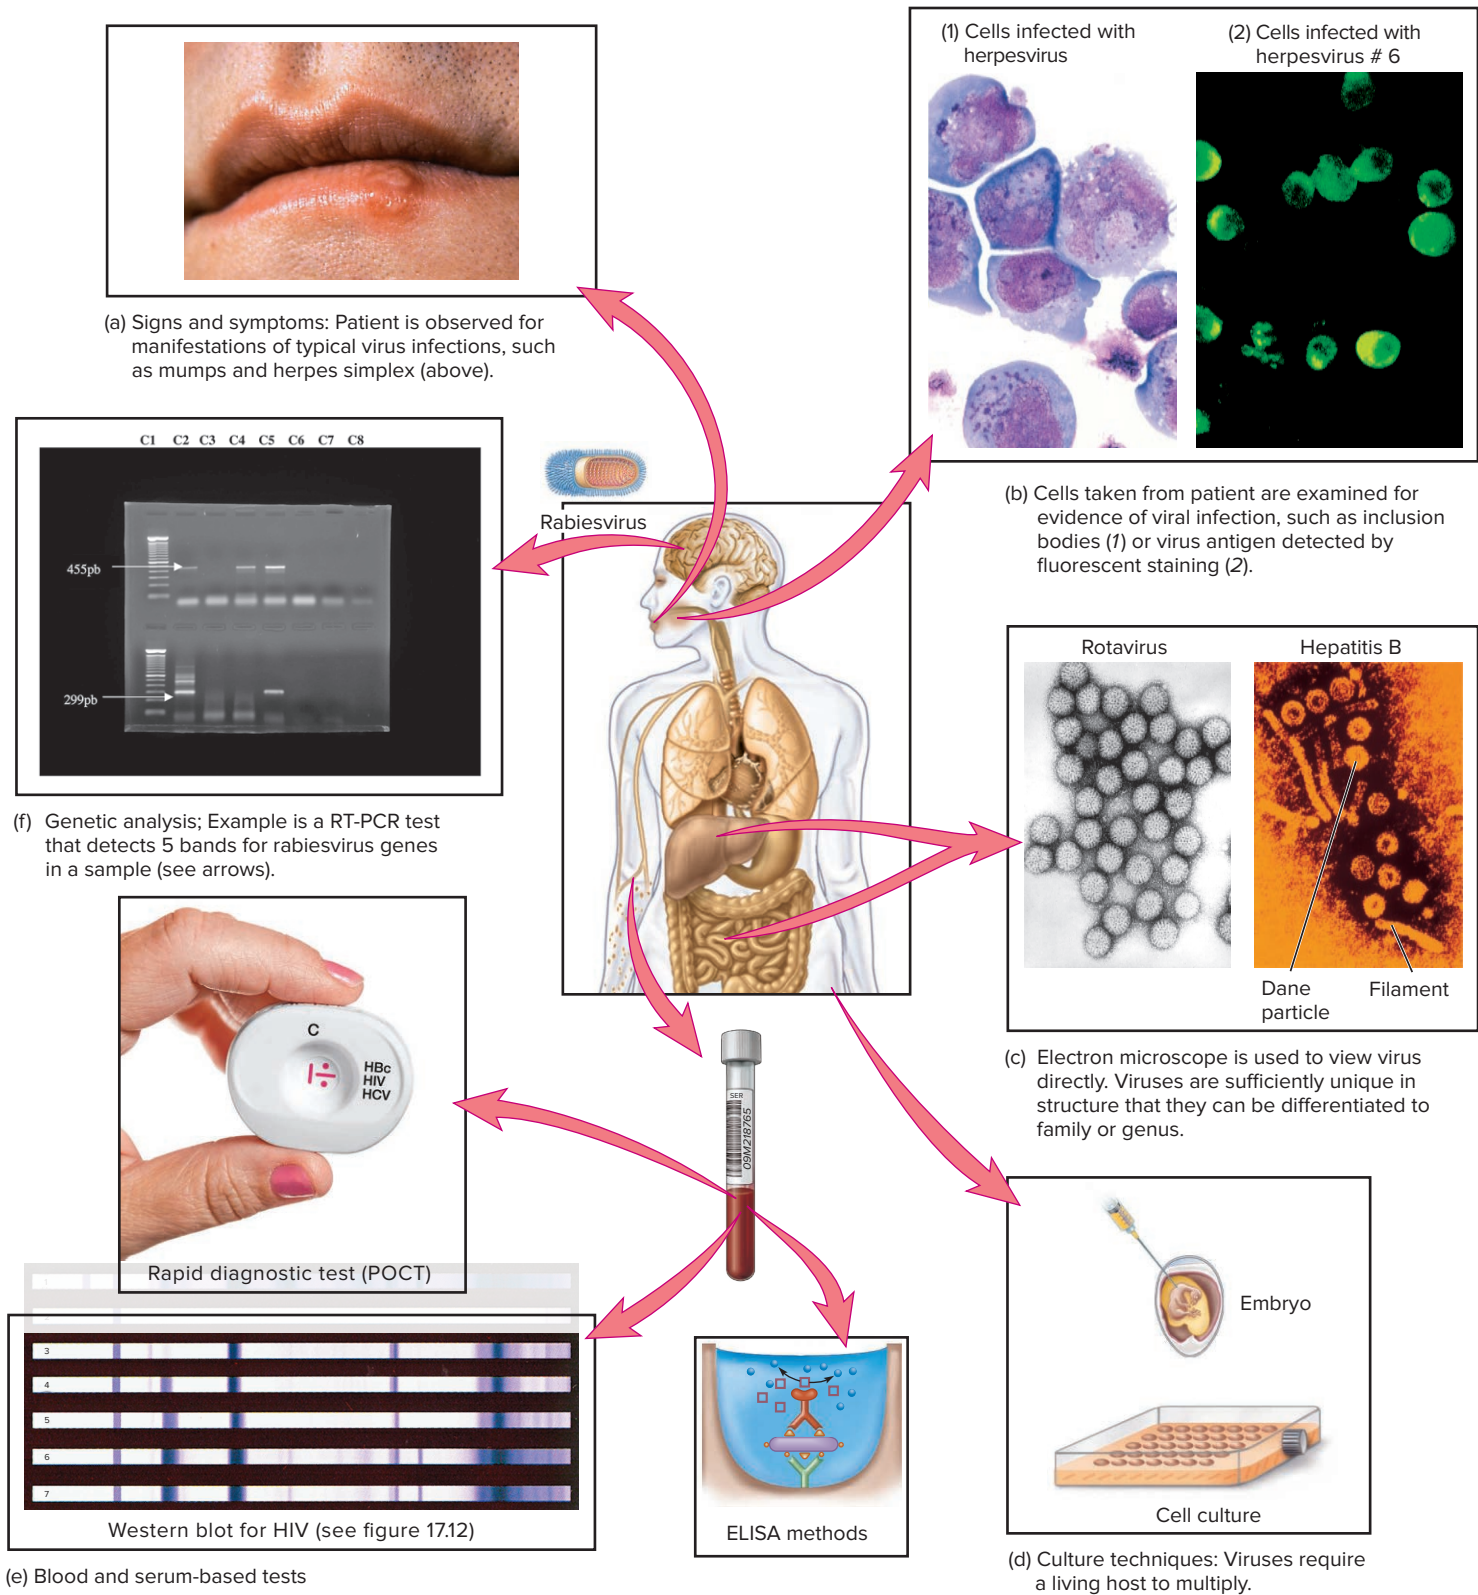 (1) Cells infected with
herpesvirus
(2) Cells infected with
herpesvirus # 6
(a) Signs and symptoms: Patient is observed for
manifestations of typical virus infections, such
as mumps and herpes simplex (above).
C1 C2 C3 C4 C5 C6 C7 C8
455pb
299pb
Rabiesvirus
(b) Cells taken from patient are examined for
evidence of viral infection, such as inclusion
bodies (1) or virus antigen detected by
fluorescent staining (2).
Rotavirus
Hepatitis B
Dane
particle
Filament
(f) Genetic analysis; Example is a RT-PCR test
that detects 5 bands for rabiesvirus genes
in a sample (see arrows).
(c) Electron microscope is used to view virus
directly. Viruses are sufficiently unique in
structure that they can be differentiated to
family or genus.
C
HBc
HIV
HCV
Rapid diagnostic test (POCT)
SER
09M218765
1
2
3
4
5
6
7
Western blot for HIV (see figure 17.12)
ELISA methods
Embryo
Cell culture
(e) Blood and serum-based tests
(d) Culture techniques: Viruses require
a living host to multiply.